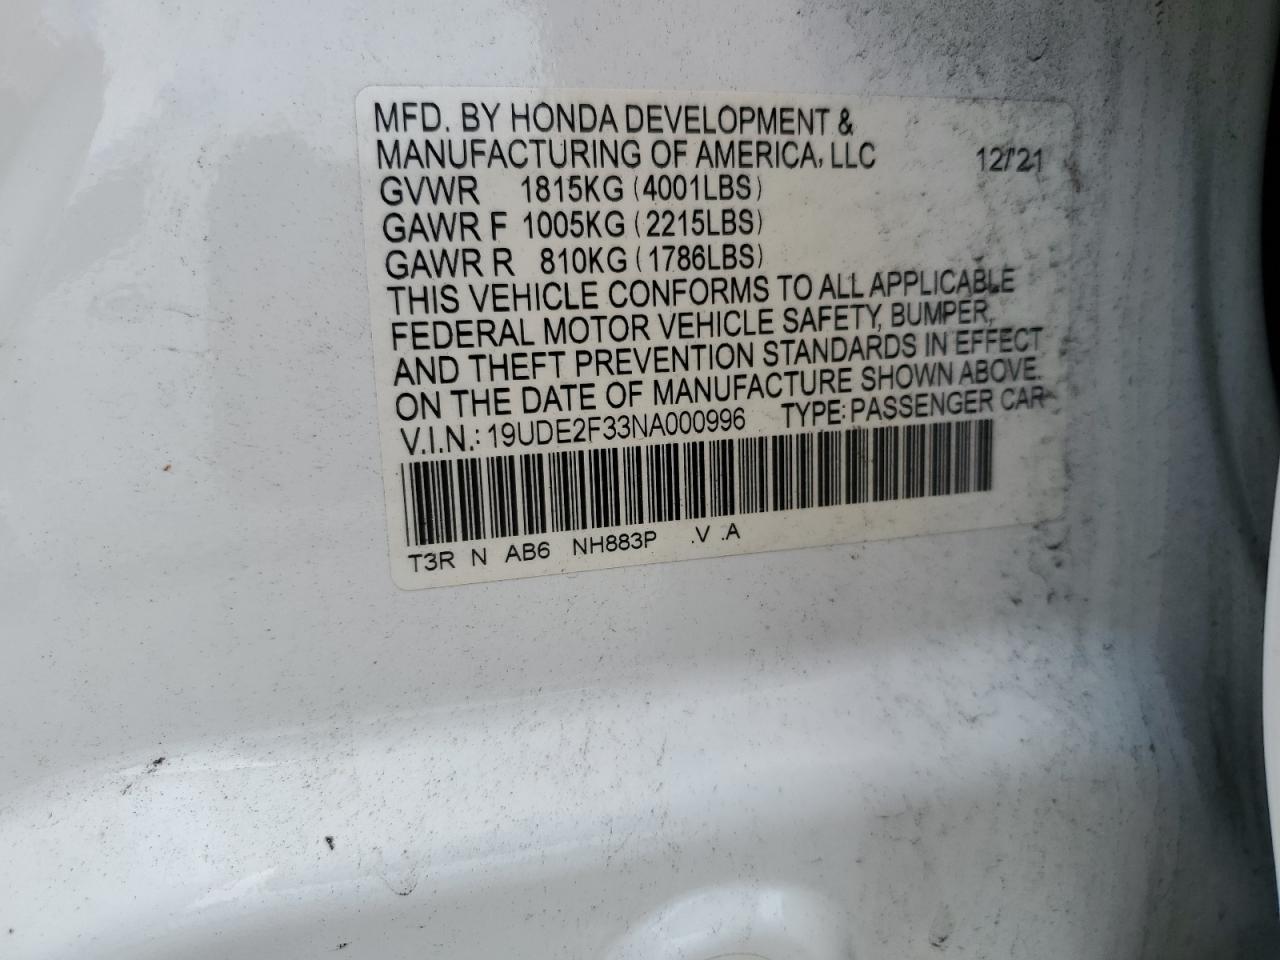 MFD. BY HONDA DEVELOPMENT &
MANUFACTURING OF AMERICA, LLC 12/21
GVWR 1815KG (4001LBS)
GAWR F 1005KG (2215LBS)
GAWR R 810KG (1786LBS)
THIS VEHICLE CONFORMS TO ALL APPLICABLE
FEDERAL MOTOR VEHICLE SAFETY, BUMPER,
AND THEFT PREVENTION STANDARDS IN EFFECT
ON THE DATE OF MANUFACTURE SHOWN ABOVE.
V.I.N.: 19UDE2F33NA000996 TYPE: PASSENGER CAR
T3R N AB6 NH883P .V .A